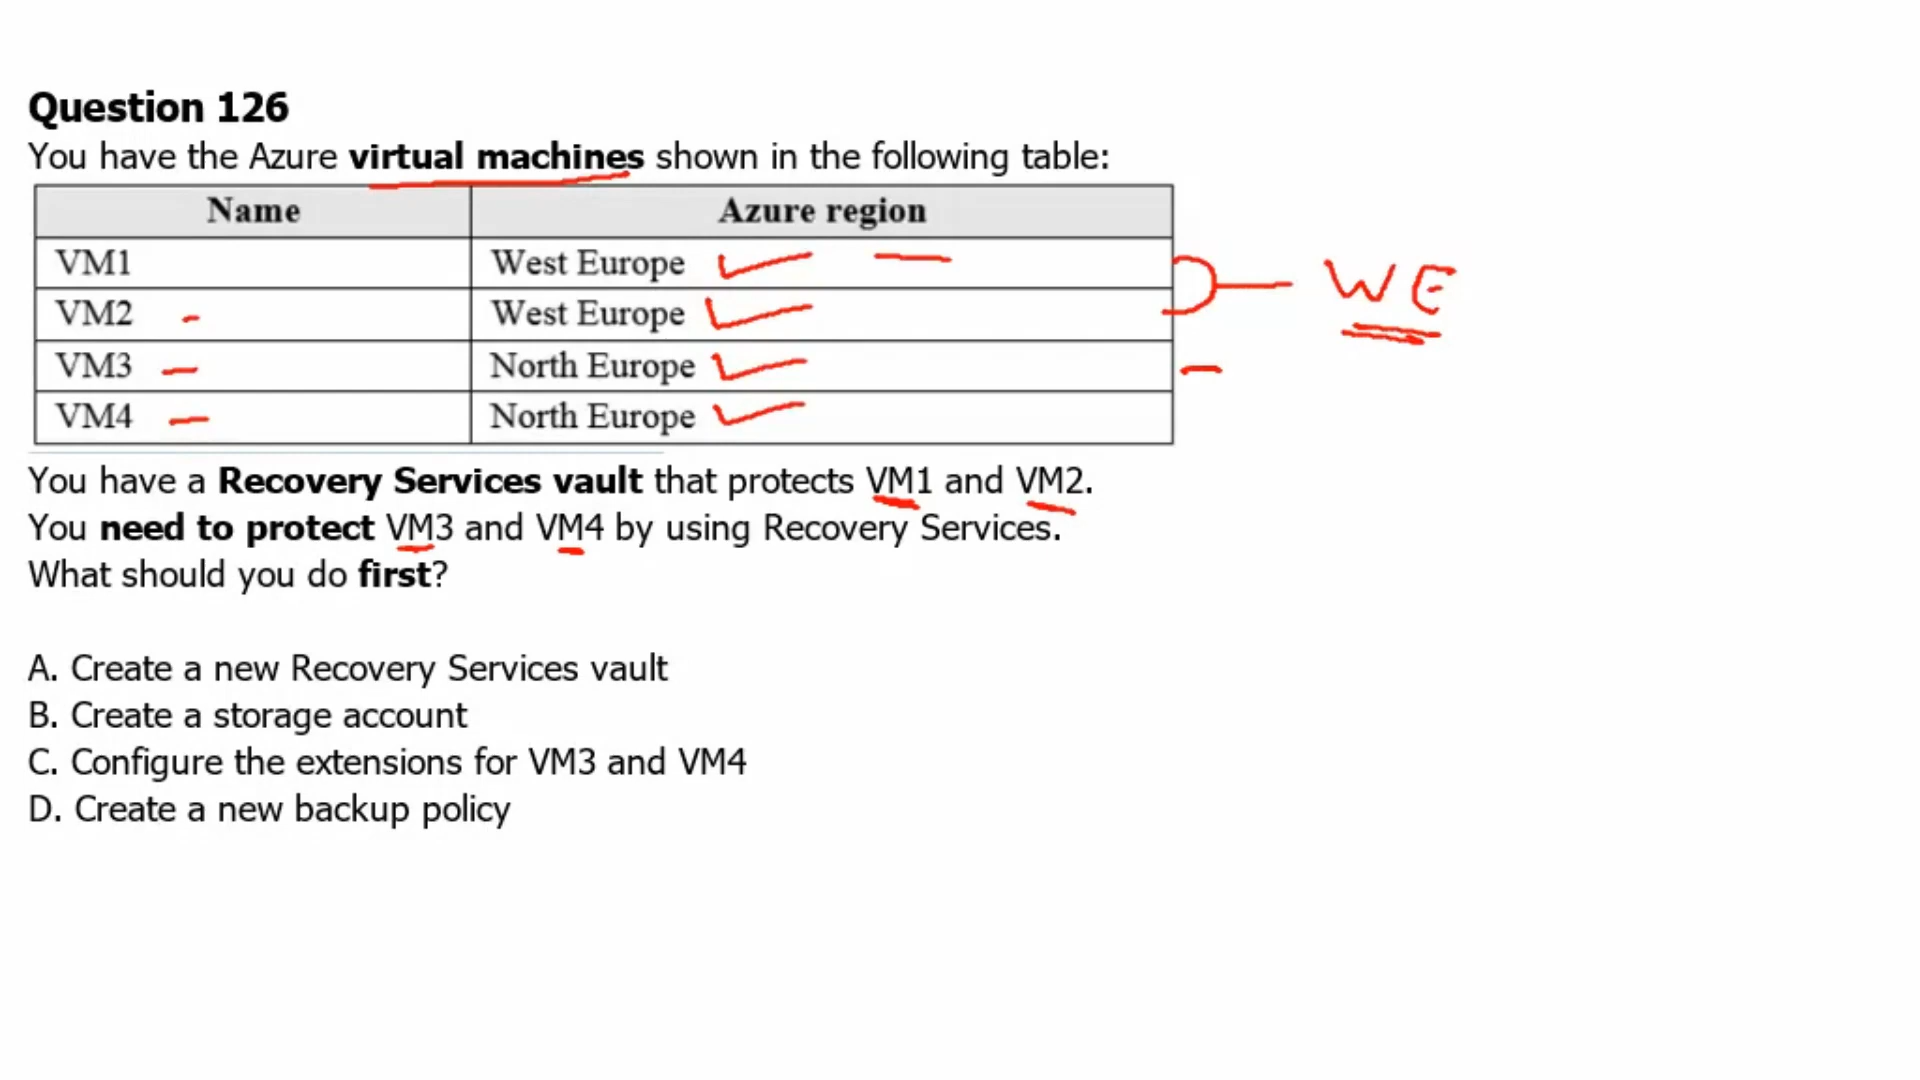 Question 126
You have the Azure virtual machines shown in the following table:
Name Azure region
VM1 West Europe
VM2 West Europe
WE
VM3 North Europe
VM4 North Europe
You have a Recovery Services vault that protects VM1 and VM2.
You need to protect VM3 and VM4 by using Recovery Services.
What should you do first?
A. Create a new Recovery Services vault
B. Create a storage account
C. Configure the extensions for VM3 and VM4
D. Create a new backup policy